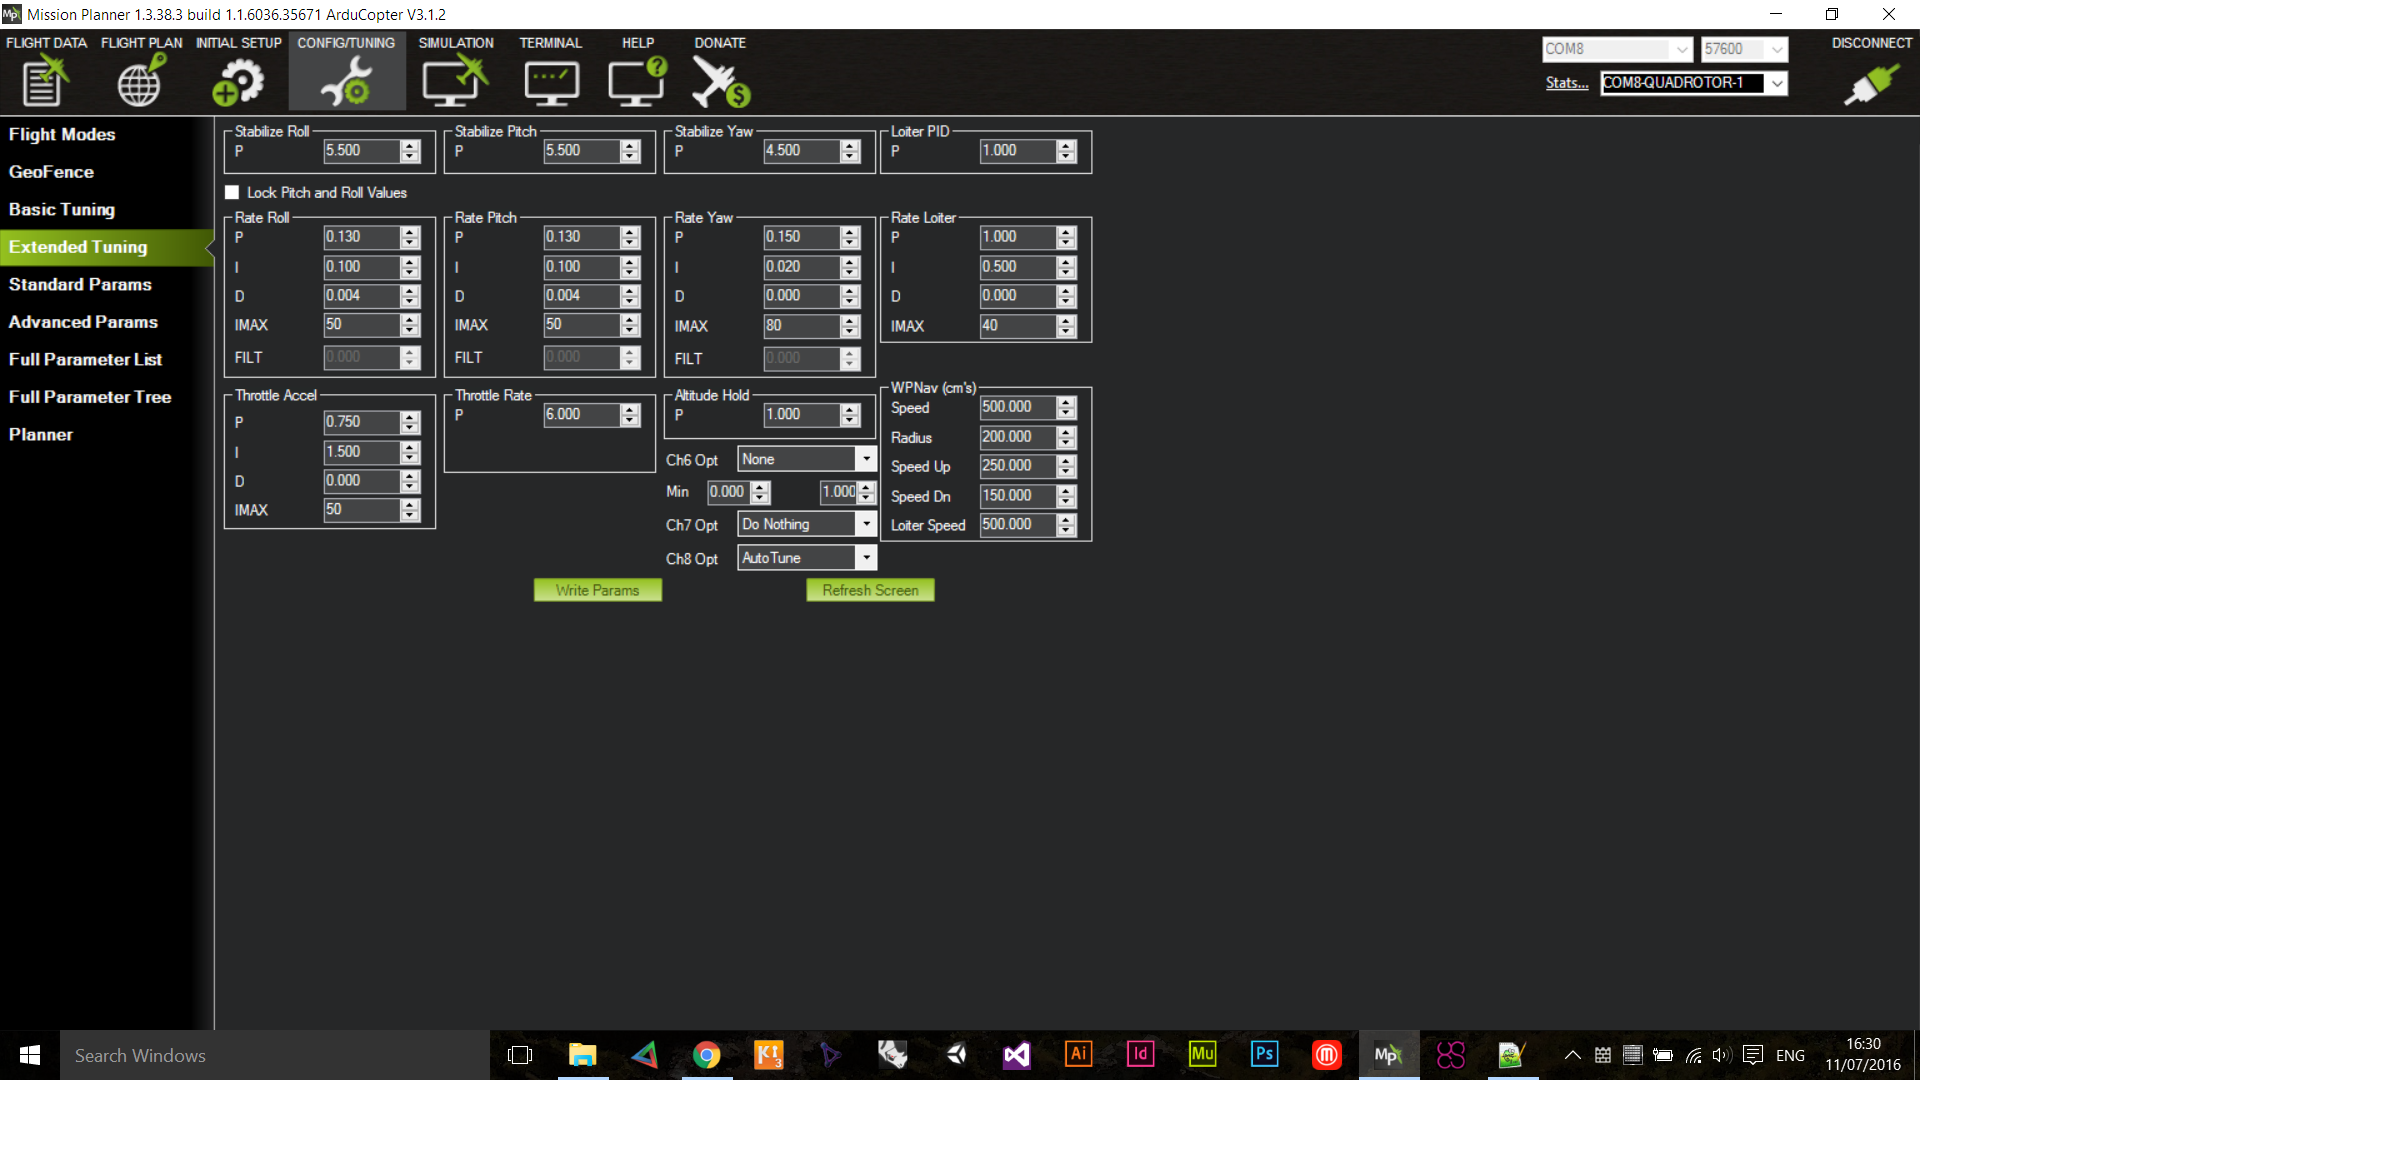 Mission Planner 1.3.38.3 build 1.1.6036.35671 ArduCopter V3.1.2
FLIGHT DATA FLIGHT PLAN INITIAL SETUP CONFIG/TUNING SIMULATION TERMINAL HELP DONATE
COM8 57600 DISCONNECT
Stats... COM8-QUADROTOR-1
Flight Modes
GeoFence
Basic Tuning
Extended Tuning
Standard Params
Advanced Params
Full Parameter List
Full Parameter Tree
Planner
Stabilize Roll
P 5.500
Stabilize Pitch
P 5.500
Stabilize Yaw
P 4.500
Loiter PID
P 1.000
Lock Pitch and Roll Values
Rate Roll
P 0.130
I 0.100
D 0.004
IMAX 50
FILT 0.000
Rate Pitch
P 0.130
I 0.100
D 0.004
IMAX 50
FILT 0.000
Rate Yaw
P 0.150
I 0.020
D 0.000
IMAX 80
FILT 0.000
Rate Loiter
P 1.000
I 0.500
D 0.000
IMAX 40
Throttle Accel
P 0.750
I 1.500
D 0.000
IMAX 50
Throttle Rate
P 6.000
Altitude Hold
P 1.000
Ch6 Opt None
Min 0.000 1.000
Ch7 Opt Do Nothing
Ch8 Opt AutoTune
WPNav (cm's)
Speed 500.000
Radius 200.000
Speed Up 250.000
Speed Dn 150.000
Loiter Speed 500.000
Write Params Refresh Screen
Search Windows
Ai Id Mu Ps
ENG
16:30
11/07/2016